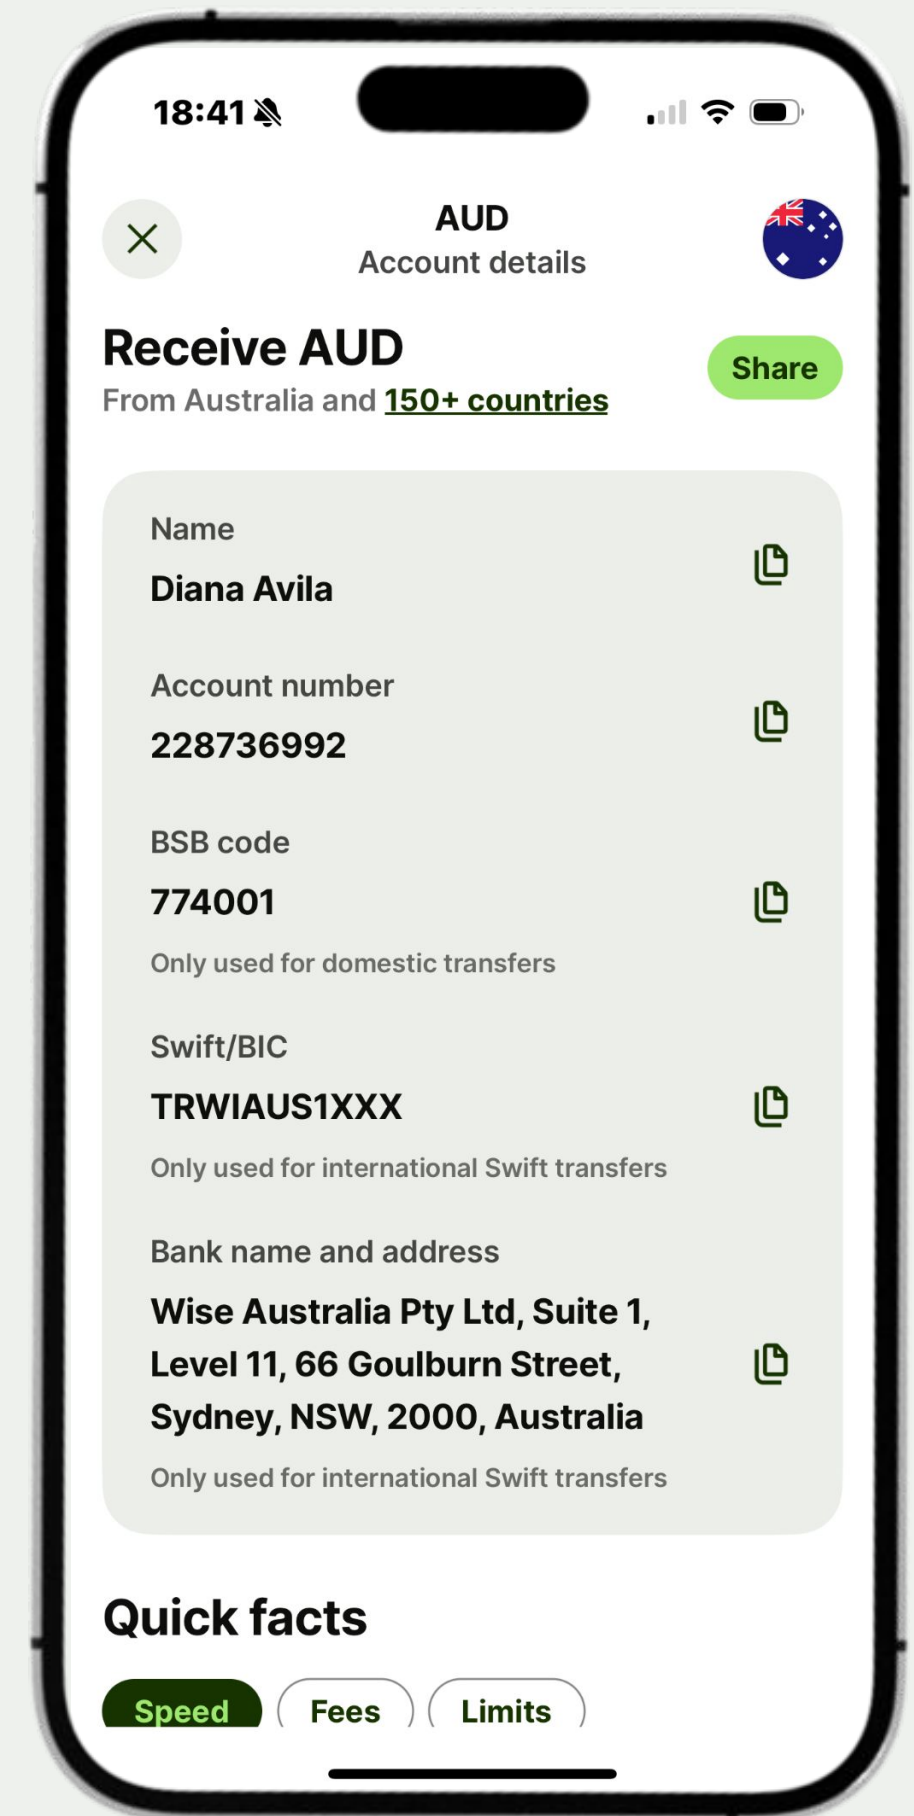 18:41
AUD
Account details
Receive AUD
Share
From Australia and 150+ countries
Name
Diana Avila
Account number
228736992
BSB code
774001
Only used for domestic transfers
Swift/BIC
TRWIAUS1XXX
Only used for international Swift transfers
Bank name and address
Wise Australia Pty Ltd, Suite 1,
Level 11, 66 Goulburn Street,
Sydney, NSW, 2000, Australia
Only used for international Swift transfers
Quick facts
Speed
Fees
Limits